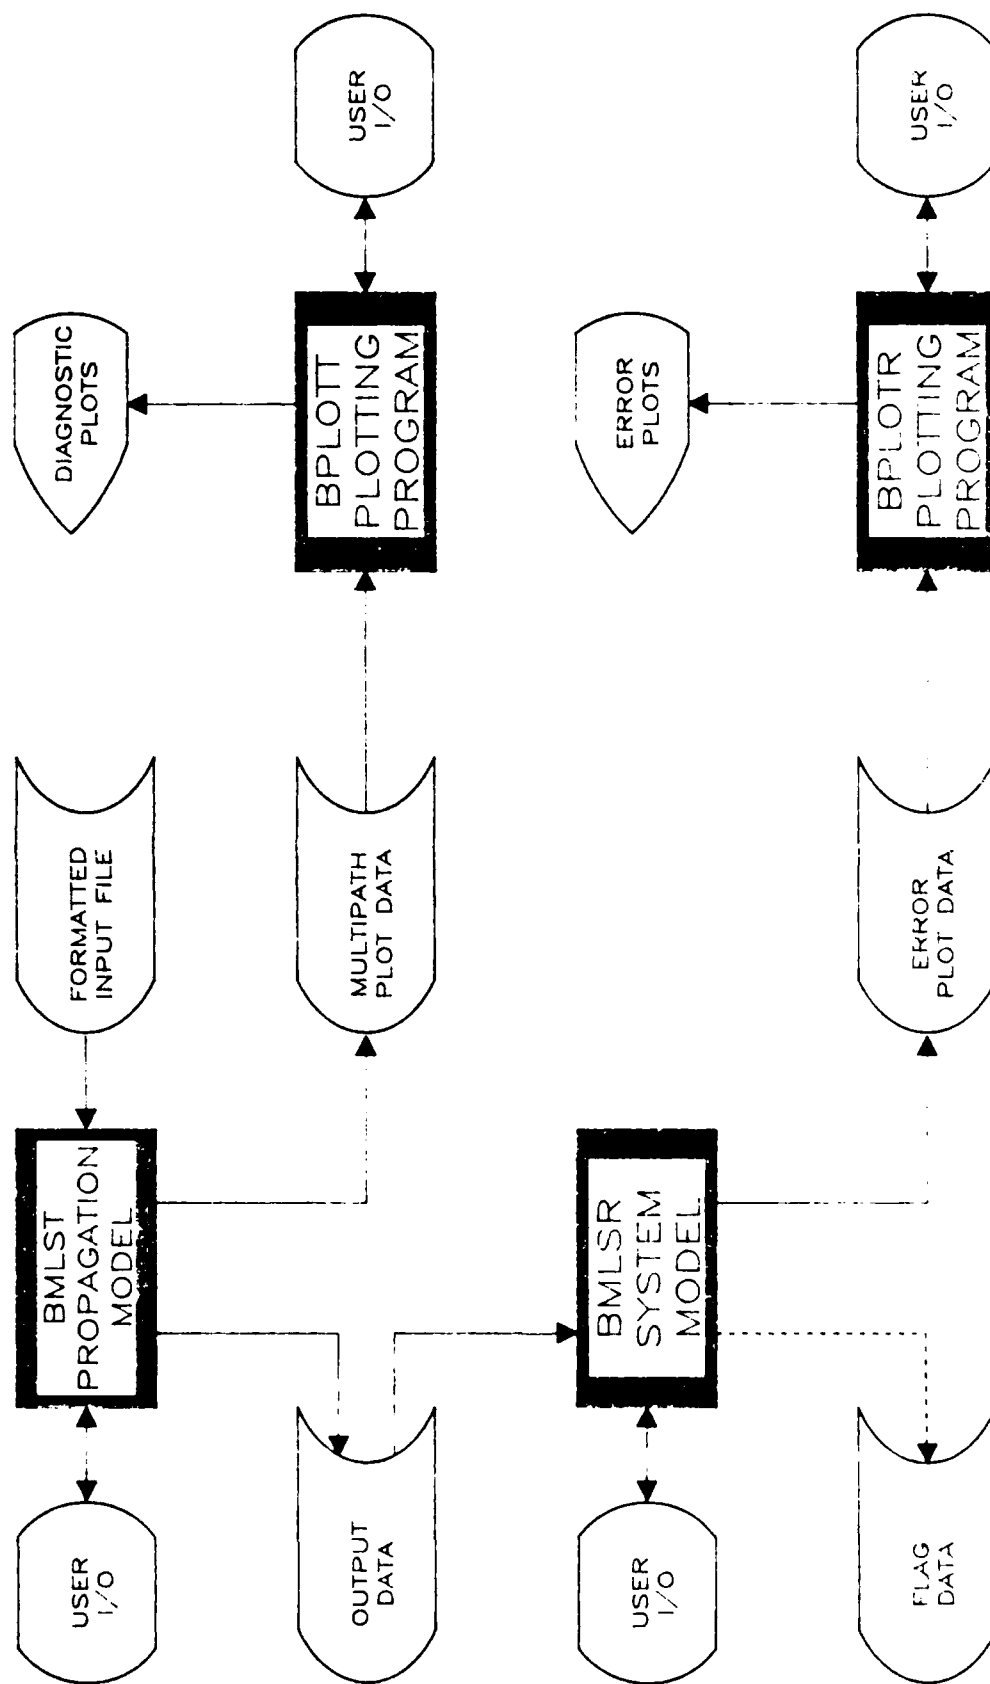 USER
I/O
BMLST
PROPAGATION
MODEL
FORMATTED
INPUT FILE
DIAGNOSTIC
PLOTS
OUTPUT
DATA
MULTIPATH
PLOT DATA
BPLOTT
PLOTTING
PROGRAM
USER
I/O
USER
I/O
BMLSR
SYSTEM
MODEL
ERROR
PLOTS
FLAG
DATA
ERROR
PLOT DATA
BPLOTR
PLOTTING
PROGRAM
USER
I/O